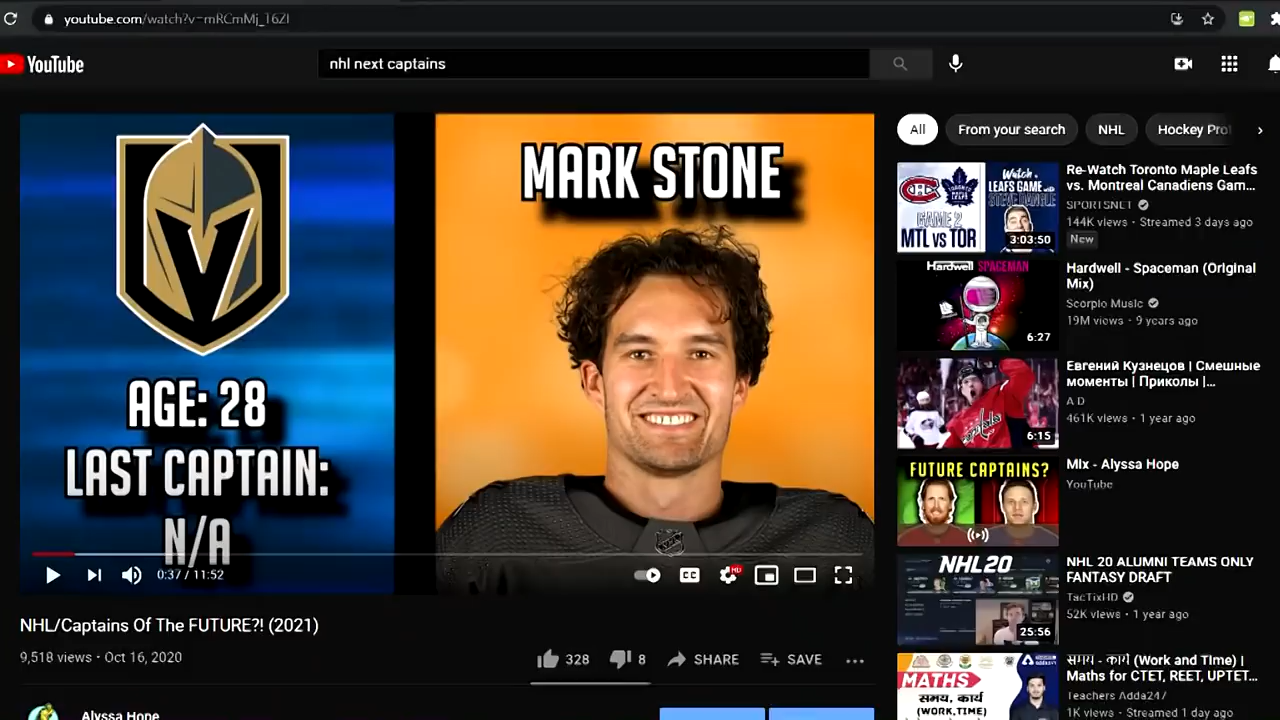 youtube.com/watch?v=mRCmMj_16ZI
YouTube
nhl next captains
MARK STONE
AGE: 28
LAST CAPTAIN:
N/A
0:37 / 11:52
CC
HD
NHL/Captains Of The FUTURE?! (2021)
9,518 views • Oct 16, 2020
328
8
SHARE
SAVE
Alyssa Hope
All
From your search
NHL
Hockey Pro
Watch
LEAFS GAME with
STEVE DANGLE
GAME 2
MTL vs TOR
3:03:50
Re-Watch Toronto Maple Leafs
vs. Montreal Canadiens Gam...
SPORTSNET
144K views • Streamed 3 days ago
New
Hardwell SPACEMAN
6:27
Hardwell - Spaceman (Original
Mix)
Scorpio Music
19M views • 9 years ago
capitals
6:15
Евгений Кузнецов | Смешные
моменты | Приколы |...
A D
461K views • 1 year ago
FUTURE CAPTAINS?
Mix - Alyssa Hope
YouTube
NHL20
25:56
NHL 20 ALUMNI TEAMS ONLY
FANTASY DRAFT
TacTixHD
52K views • 1 year ago
MATHS
समय, कार्य
(WORK,TIME)
समय - कार्य (Work and Time) |
Maths for CTET, REET, UPTET...
Teachers Adda247
1K views • Streamed 1 day ago